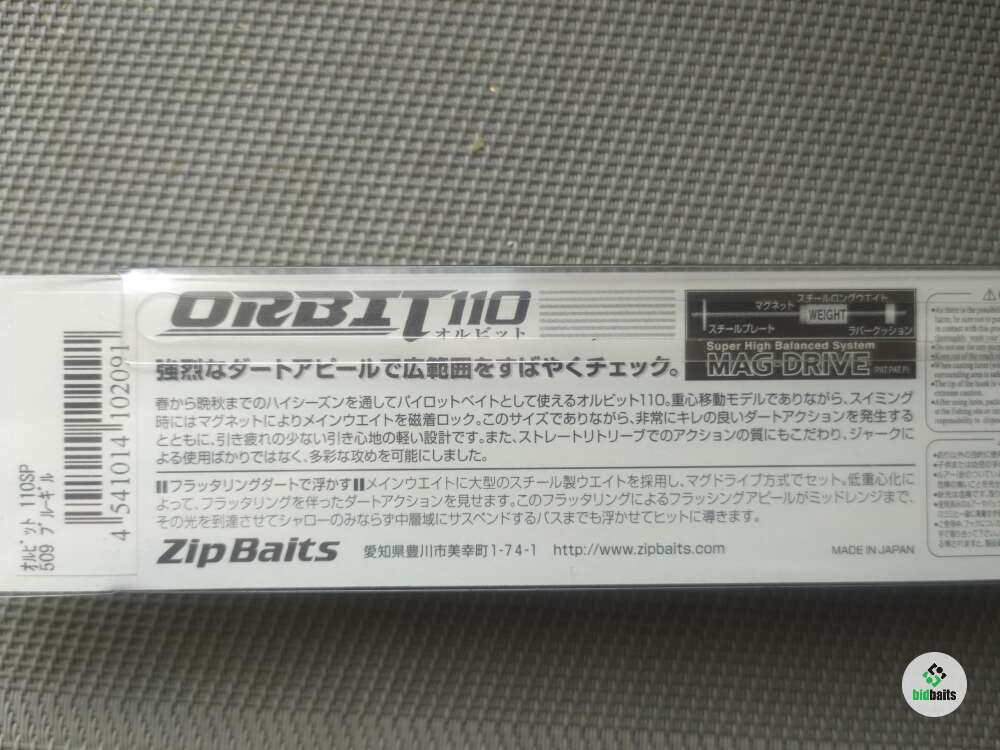 ORBIT110
オルビット
マグネット スチールロングウエイト
WEIGHT
スチールプレート ラバークッション
Super High Balanced System
MAG-DRIVE (PAT.P.)
強烈なダートアピールで広範囲をすばやくチェック。
春から晩秋までのハイシーズンを通してパイロットベイトとして使えるオルビット110。重心移動モデルでありながら、スイミング
時にはマグネットによりメインウエイトを磁着ロック。このサイズでありながら、非常にキレの良いダートアクションを発生する
とともに、引き疲れの少ない引き心地の軽い設計です。また、ストレートリトリーブでのアクションの質にもこだわり、ジャークに
よる使用ばかりではなく、多彩な攻めを可能にしました。
フラッタリングダートで浮かす メインウエイトに大型のスチール製ウエイトを採用し、マグドライブ方式でセット。低重心化に
よって、フラッタリングを伴ったダートアクションを見せます。このフラッタリングによるフラッシングアピールがミッドレンジまで、
その光を到達させてシャローのみならず中層域にサスペンドするバスまでも浮かせてヒットに導きます。
ZipBaits 愛知県豊川市美幸町1-74-1 http://www.zipbaits.com MADE IN JAPAN
4 541014 102091
オルビット 110SP
509 ブルーギル
bidbaits